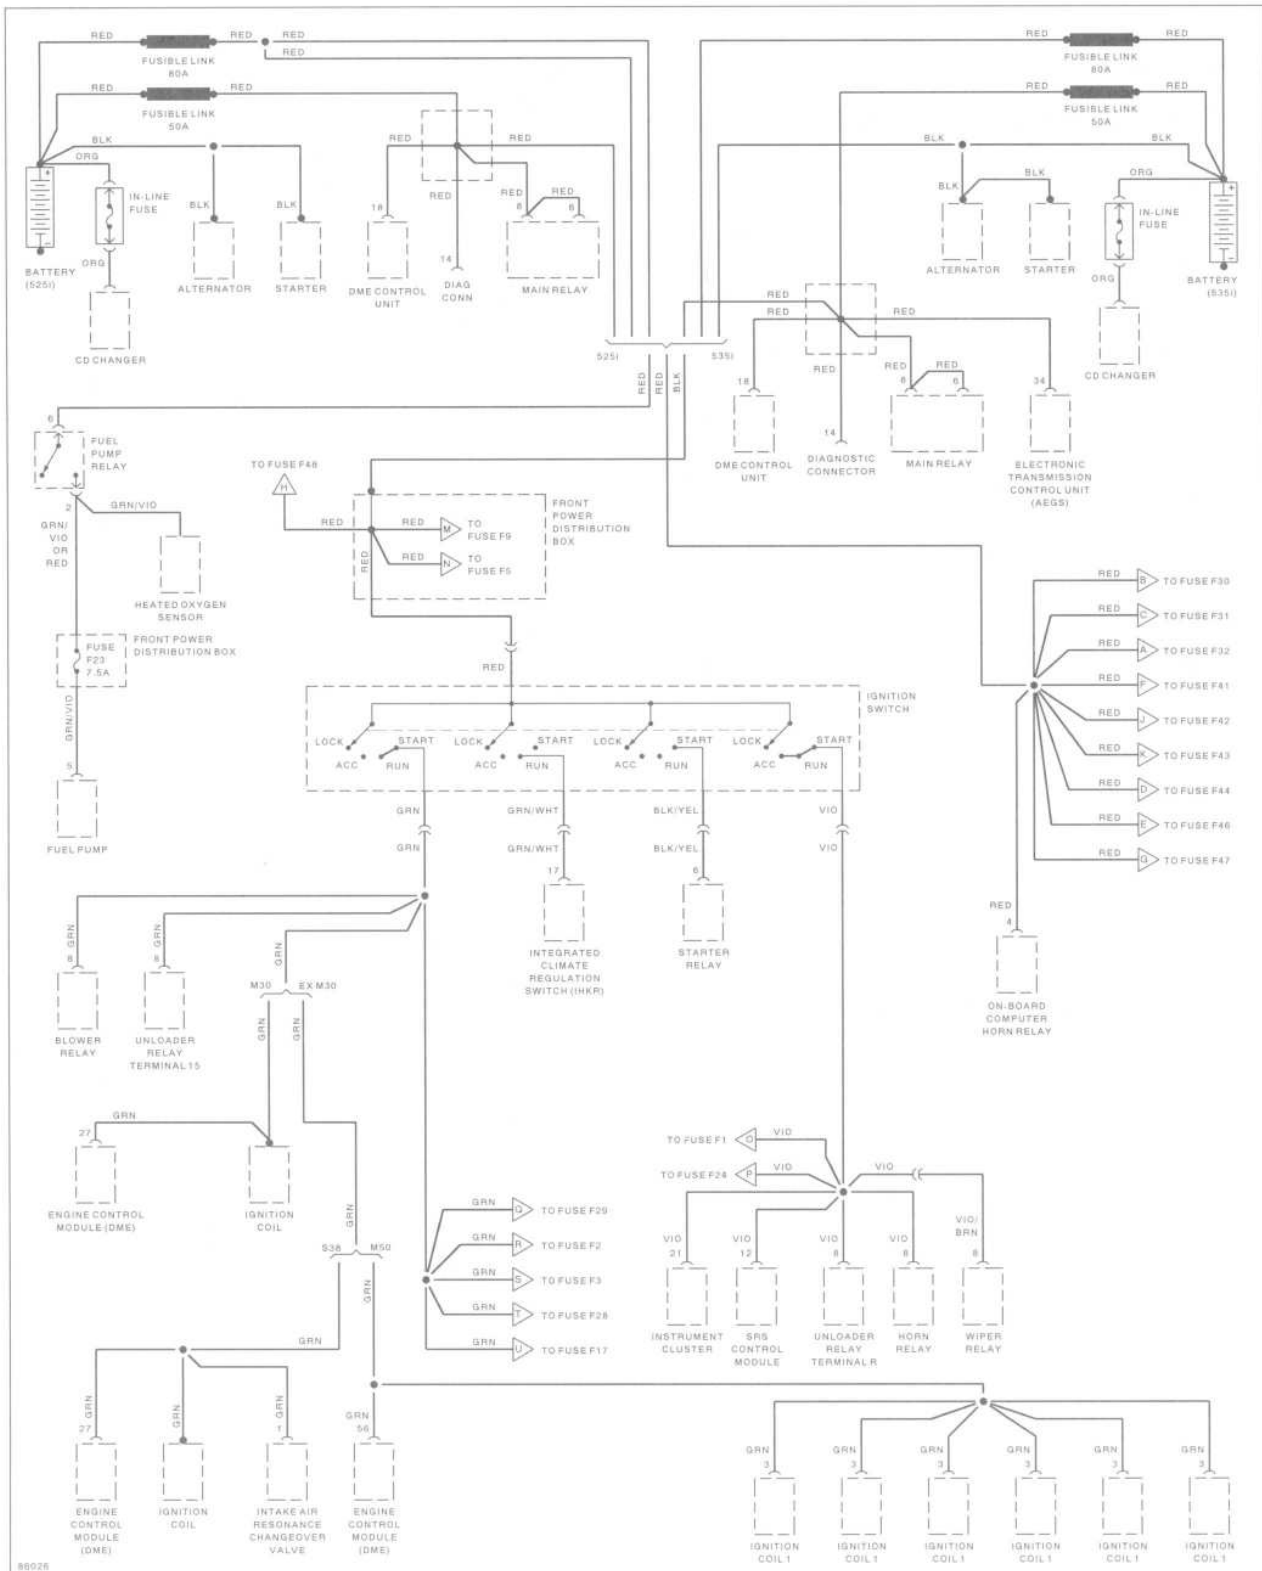 RED
RED
RED
RED
RED
RED
FUSIBLE LINK
80A
FUSIBLE LINK
80A
RED
RED
RED
RED
FUSIBLE LINK
50A
FUSIBLE LINK
50A
BLK
RED
RED
BLK
BLK
ORG
ORG
+
IN-LINE
FUSE
BLK
BLK
18
RED
RED
8
RED
6
BLK
BLK
IN-LINE
FUSE
+
-
ORG
BATTERY
(525i)
ALTERNATOR
STARTER
DME CONTROL
UNIT
14
DIAG
CONN
MAIN RELAY
ALTERNATOR
STARTER
ORG
-
BATTERY
(535i)
CD CHANGER
RED
RED
RED
525i
535i
RED
RED
BLK
18
RED
RED
6
RED
6
34
CD CHANGER
6
FUEL
PUMP
RELAY
TO FUSE F48
H
14
DME CONTROL
UNIT
DIAGNOSTIC
CONNECTOR
MAIN RELAY
ELECTRONIC
TRANSMISSION
CONTROL UNIT
(AEGS)
2
GRN/VIO
GRN/
VIO
OR
RED
RED
RED
M
TO
FUSE F9
RED
RED
N
TO
FUSE F5
FRONT
POWER
DISTRIBUTION
BOX
HEATED OXYGEN
SENSOR
RED
B
TO FUSE F30
RED
C
TO FUSE F31
RED
A
TO FUSE F32
RED
F
TO FUSE F41
RED
J
TO FUSE F42
RED
K
TO FUSE F43
RED
D
TO FUSE F44
RED
E
TO FUSE F46
RED
G
TO FUSE F47
FUSE
F23
7.5A
FRONT POWER
DISTRIBUTION BOX
RED
IGNITION
SWITCH
GRN/VIO
5
FUEL PUMP
LOCK
START
ACC
RUN
LOCK
START
ACC
RUN
LOCK
START
ACC
RUN
LOCK
START
ACC
RUN
GRN
GRN/WHT
BLK/YEL
VIO
GRN
GRN/WHT
BLK/YEL
VIO
17
6
RED
4
INTEGRATED
CLIMATE
REGULATION
SWITCH (IHKR)
STARTER
RELAY
ON-BOARD
COMPUTER
HORN RELAY
GRN
8
GRN
8
GRN
M30
EX M30
GRN
GRN
BLOWER
RELAY
UNLOADER
RELAY
TERMINAL 15
GRN
27
ENGINE CONTROL
MODULE (DME)
IGNITION
COIL
GRN
TO FUSE F1
O
VIO
TO FUSE F24
P
VIO
VIO
GRN
Q
TO FUSE F29
GRN
R
TO FUSE F2
GRN
S
TO FUSE F3
GRN
T
TO FUSE F28
GRN
U
TO FUSE F17
VIO
21
VIO
12
VIO
8
VIO
8
VIO/
BRN
8
INSTRUMENT
CLUSTER
SRS
CONTROL
MODULE
UNLOADER
RELAY
TERMINAL R
HORN
RELAY
WIPER
RELAY
S38
M50
GRN
GRN
GRN
27
GRN
1
GRN
56
ENGINE
CONTROL
MODULE
(DME)
IGNITION
COIL
INTAKE AIR
RESONANCE
CHANGEOVER
VALVE
ENGINE
CONTROL
MODULE
(DME)
GRN
3
GRN
3
GRN
3
GRN
3
GRN
3
GRN
3
IGNITION
COIL 1
IGNITION
COIL 1
IGNITION
COIL 1
IGNITION
COIL 1
IGNITION
COIL 1
IGNITION
COIL 1